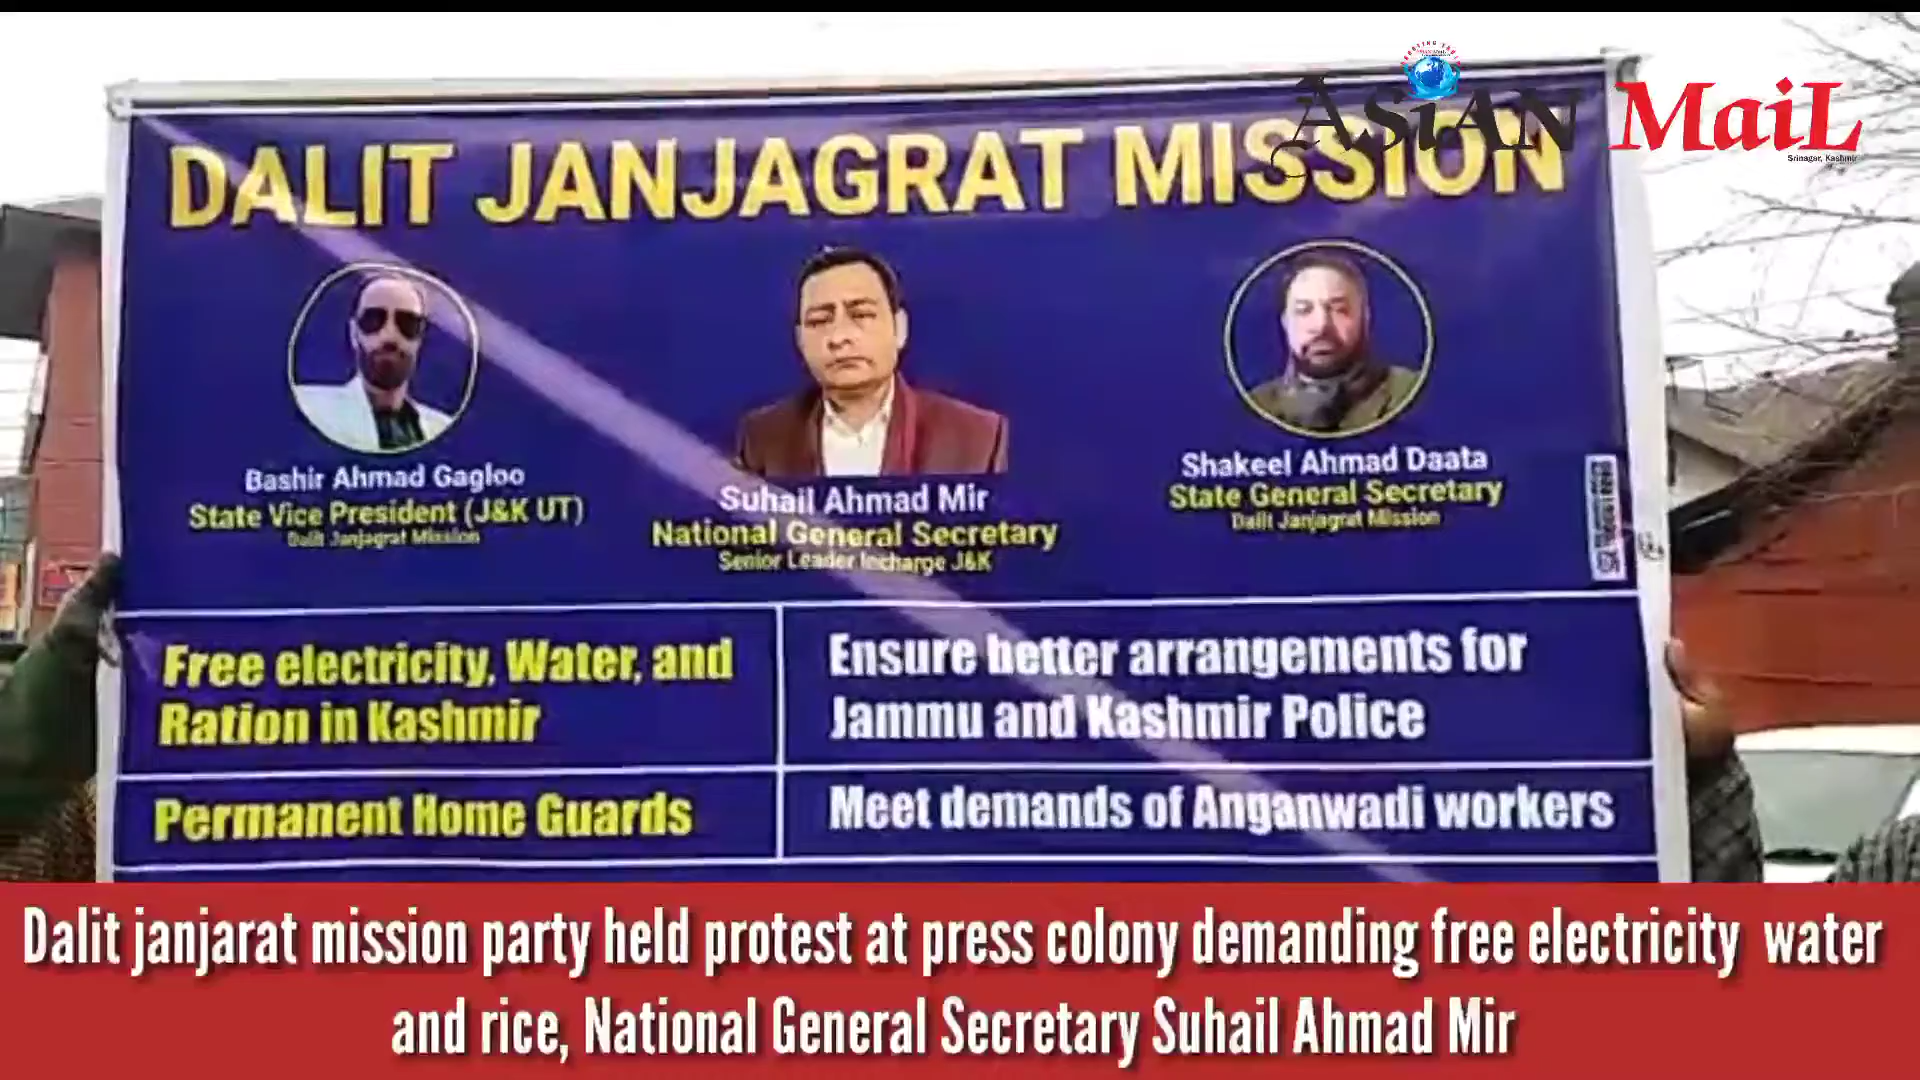 ASiAN MaiL
Srinagar, Kashmir
DALIT JANJAGRAT MISSION
Bashir Ahmad Gagloo
State Vice President (J&K UT)
Dalit Janjagrat Mission
Suhail Ahmad Mir
National General Secretary
Senior Leader Incharge J&K
Shakeel Ahmad Daata
State General Secretary
Dalit Janjagrat Mission
Free electricity, Water, and
Ration in Kashmir
Ensure better arrangements for
Jammu and Kashmir Police
Permanent Home Guards
Meet demands of Anganwadi workers
Dalit janjarat mission party held protest at press colony demanding free electricity water
and rice, National General Secretary Suhail Ahmad Mir